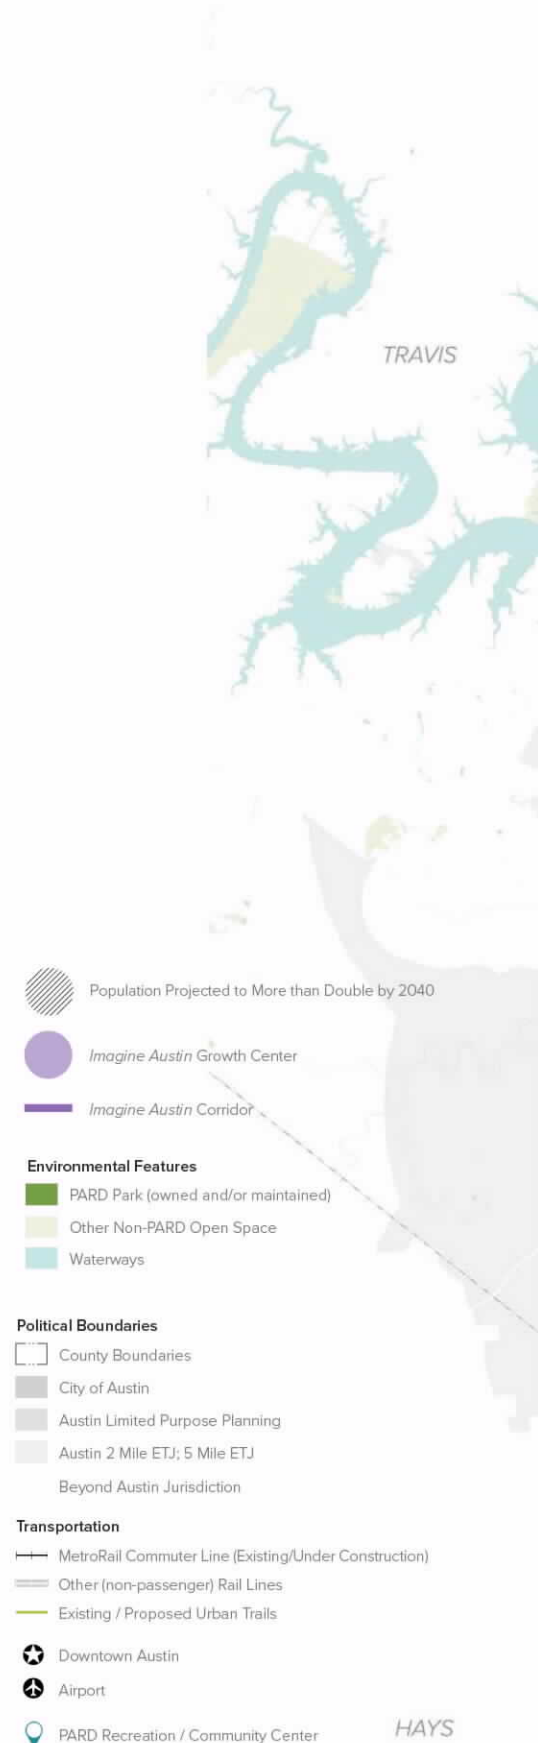 TRAVIS
Population Projected to More than Double by 2040
Imagine Austin Growth Center
Imagine Austin Corridor
Environmental Features
PARD Park (owned and/or maintained)
Other Non-PARD Open Space
Waterways
Political Boundaries
County Boundaries
City of Austin
Austin Limited Purpose Planning
Austin 2 Mile ETJ; 5 Mile ETJ
Beyond Austin Jurisdiction
Transportation
MetroRail Commuter Line (Existing/Under Construction)
Other (non-passenger) Rail Lines
Existing / Proposed Urban Trails
Downtown Austin
Airport
PARD Recreation / Community Center
HAYS